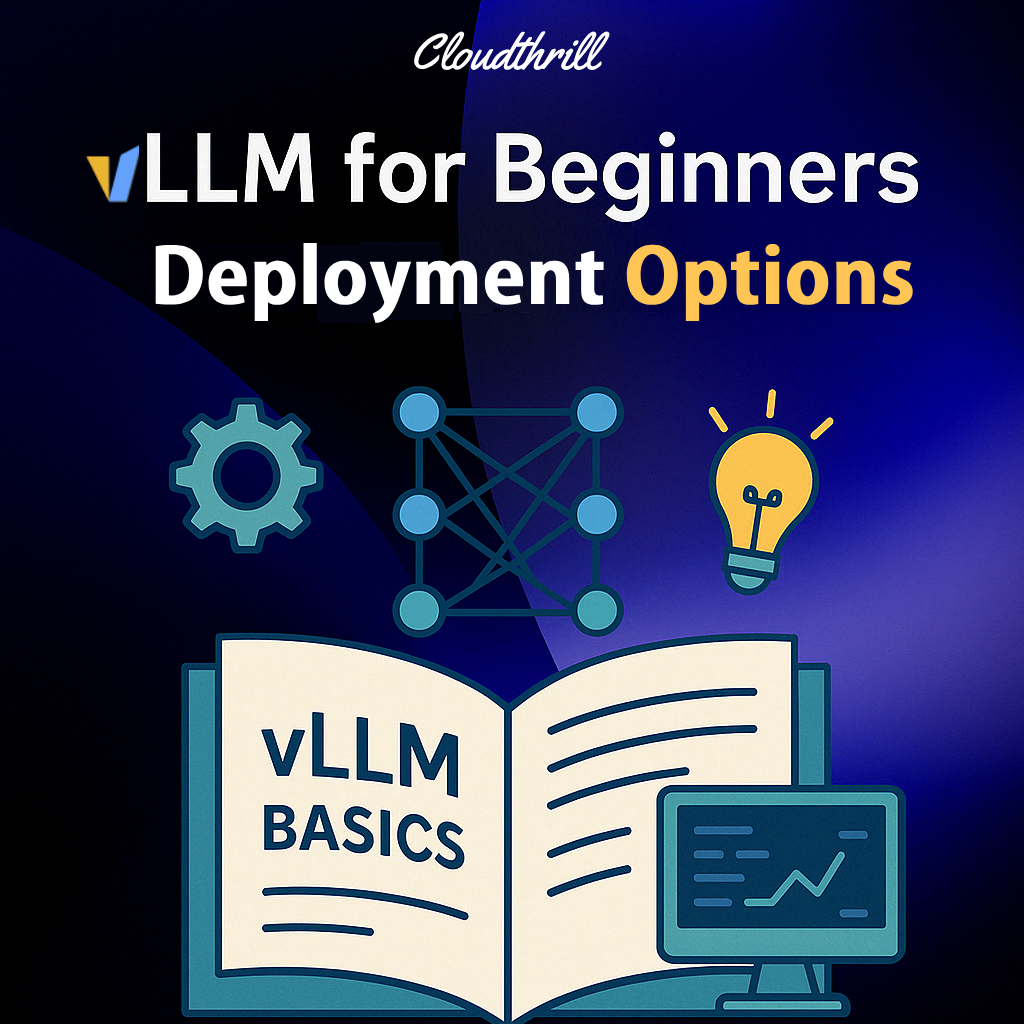 Cloudthrill
vLLM for Beginners
Deployment Options
vLLM
BASICS